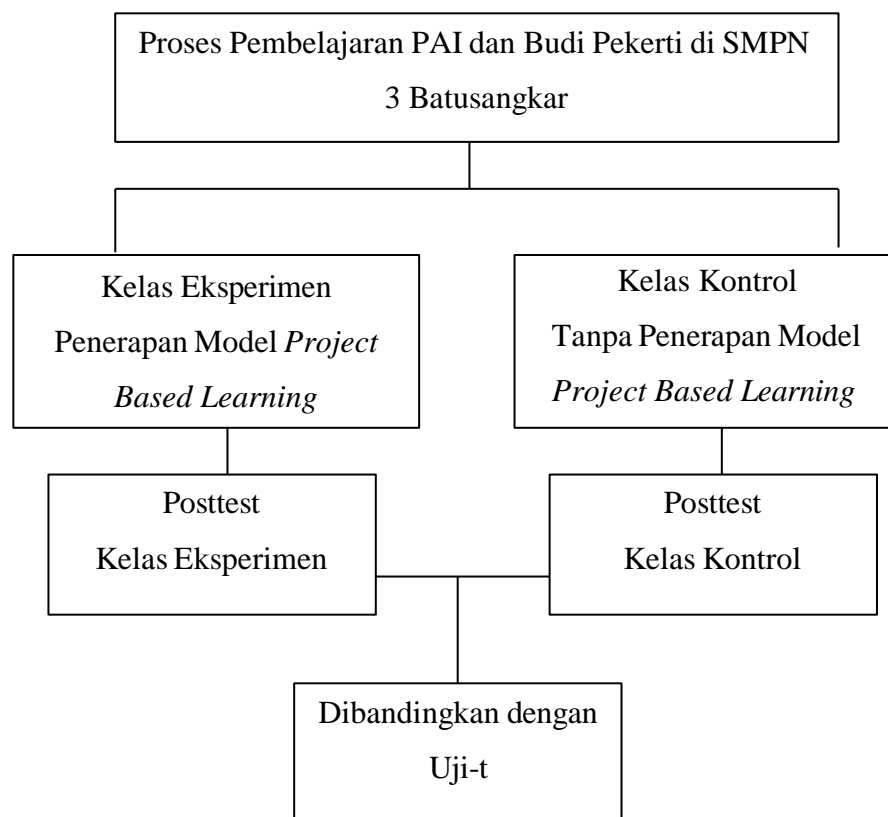 Proses Pembelajaran PAI dan Budi Pekerti di SMPN
3 Batusangkar
Kelas Eksperimen
Penerapan Model Project
Based Learning
Kelas Kontrol
Tanpa Penerapan Model
Project Based Learning
Posttest
Kelas Eksperimen
Posttest
Kelas Kontrol
Dibandingkan dengan
Uji-t